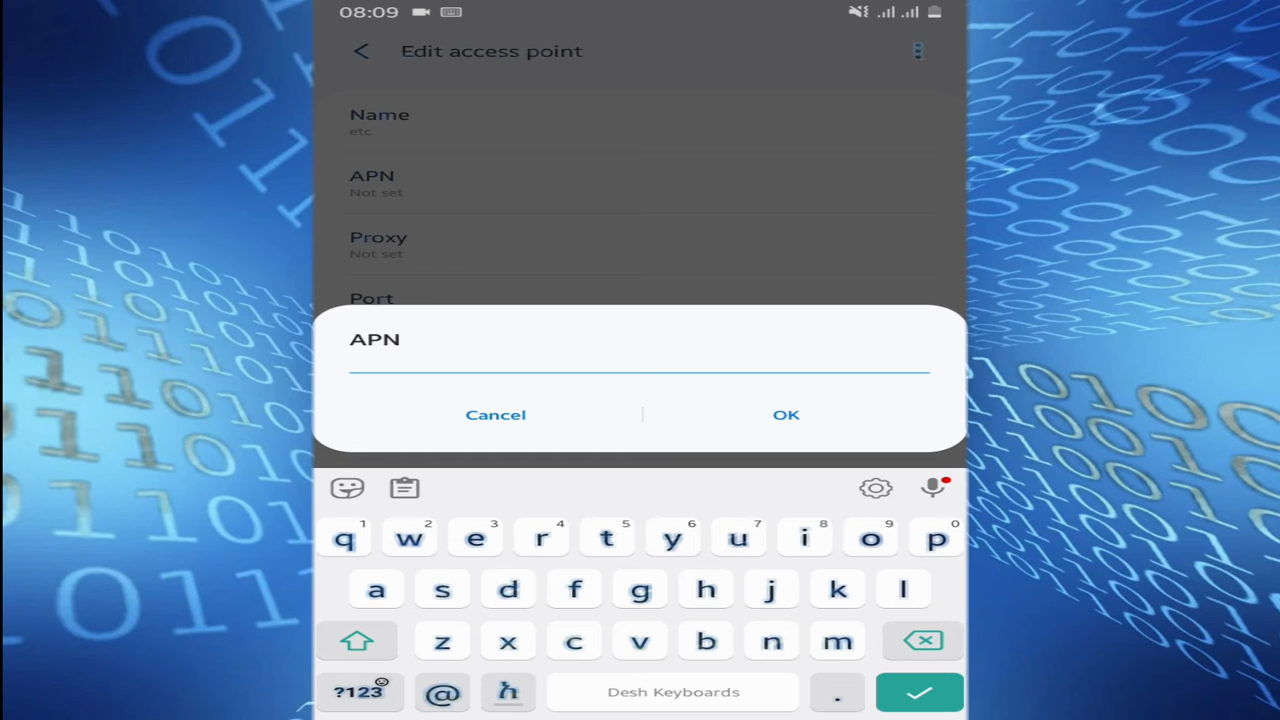 08:09
Edit access point
Name
etc
APN
Not set
Proxy
Not set
Port
APN
Cancel
OK
1 2 3 4 5 6 7 8 9 0
q w e r t y u i o p
a s d f g h j k l
z x c v b n m
?123 @ ሕ Desh Keyboards .